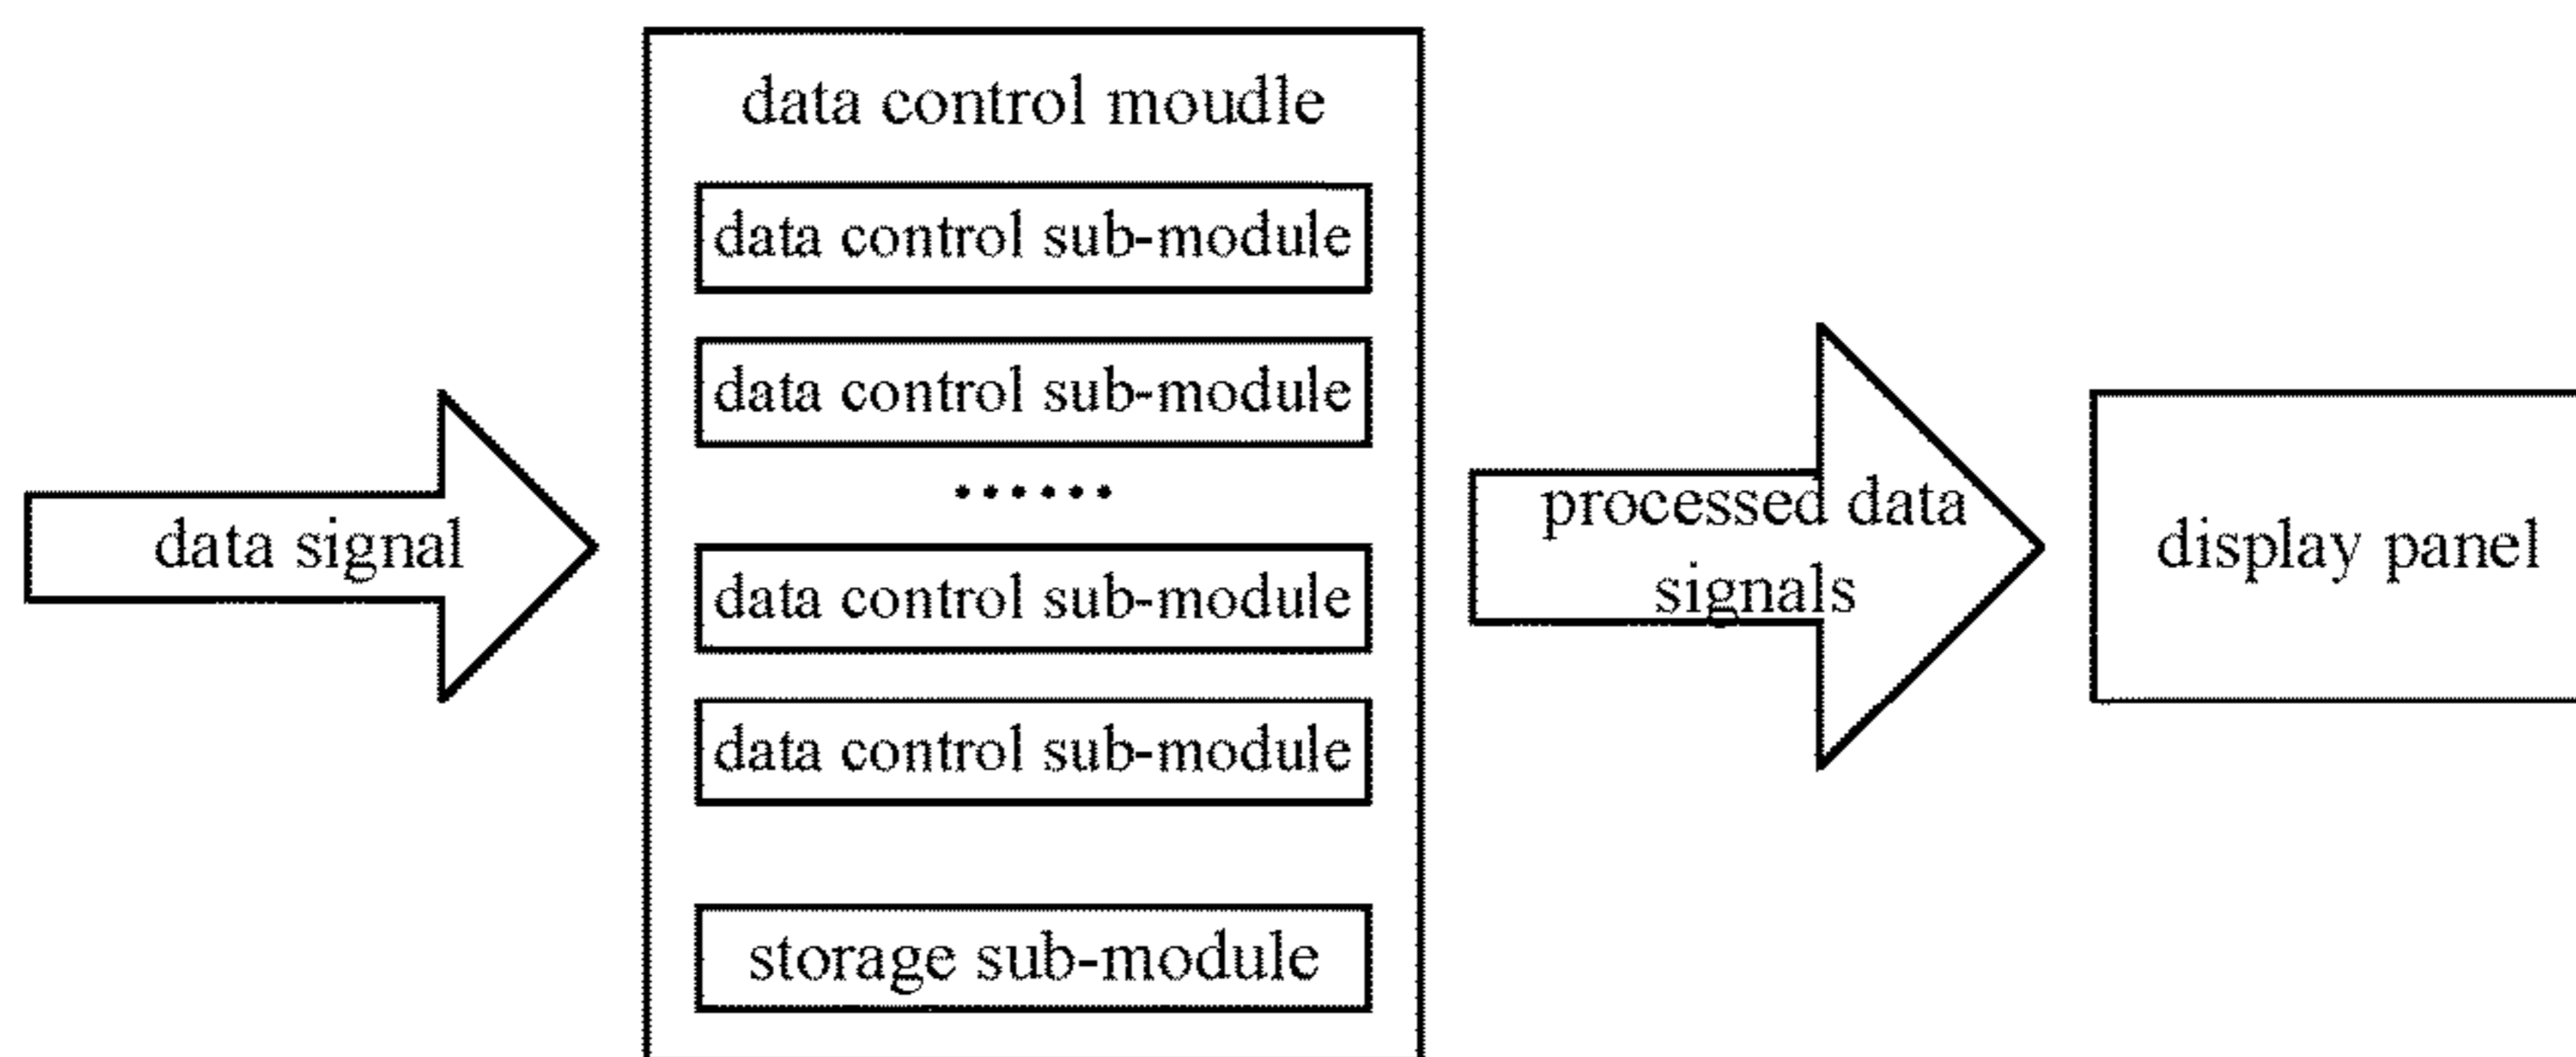 data control moudle
data control sub-module
data control sub-module
......
data control sub-module
data control sub-module
storage sub-module
data signal
processed data
signals
display panel